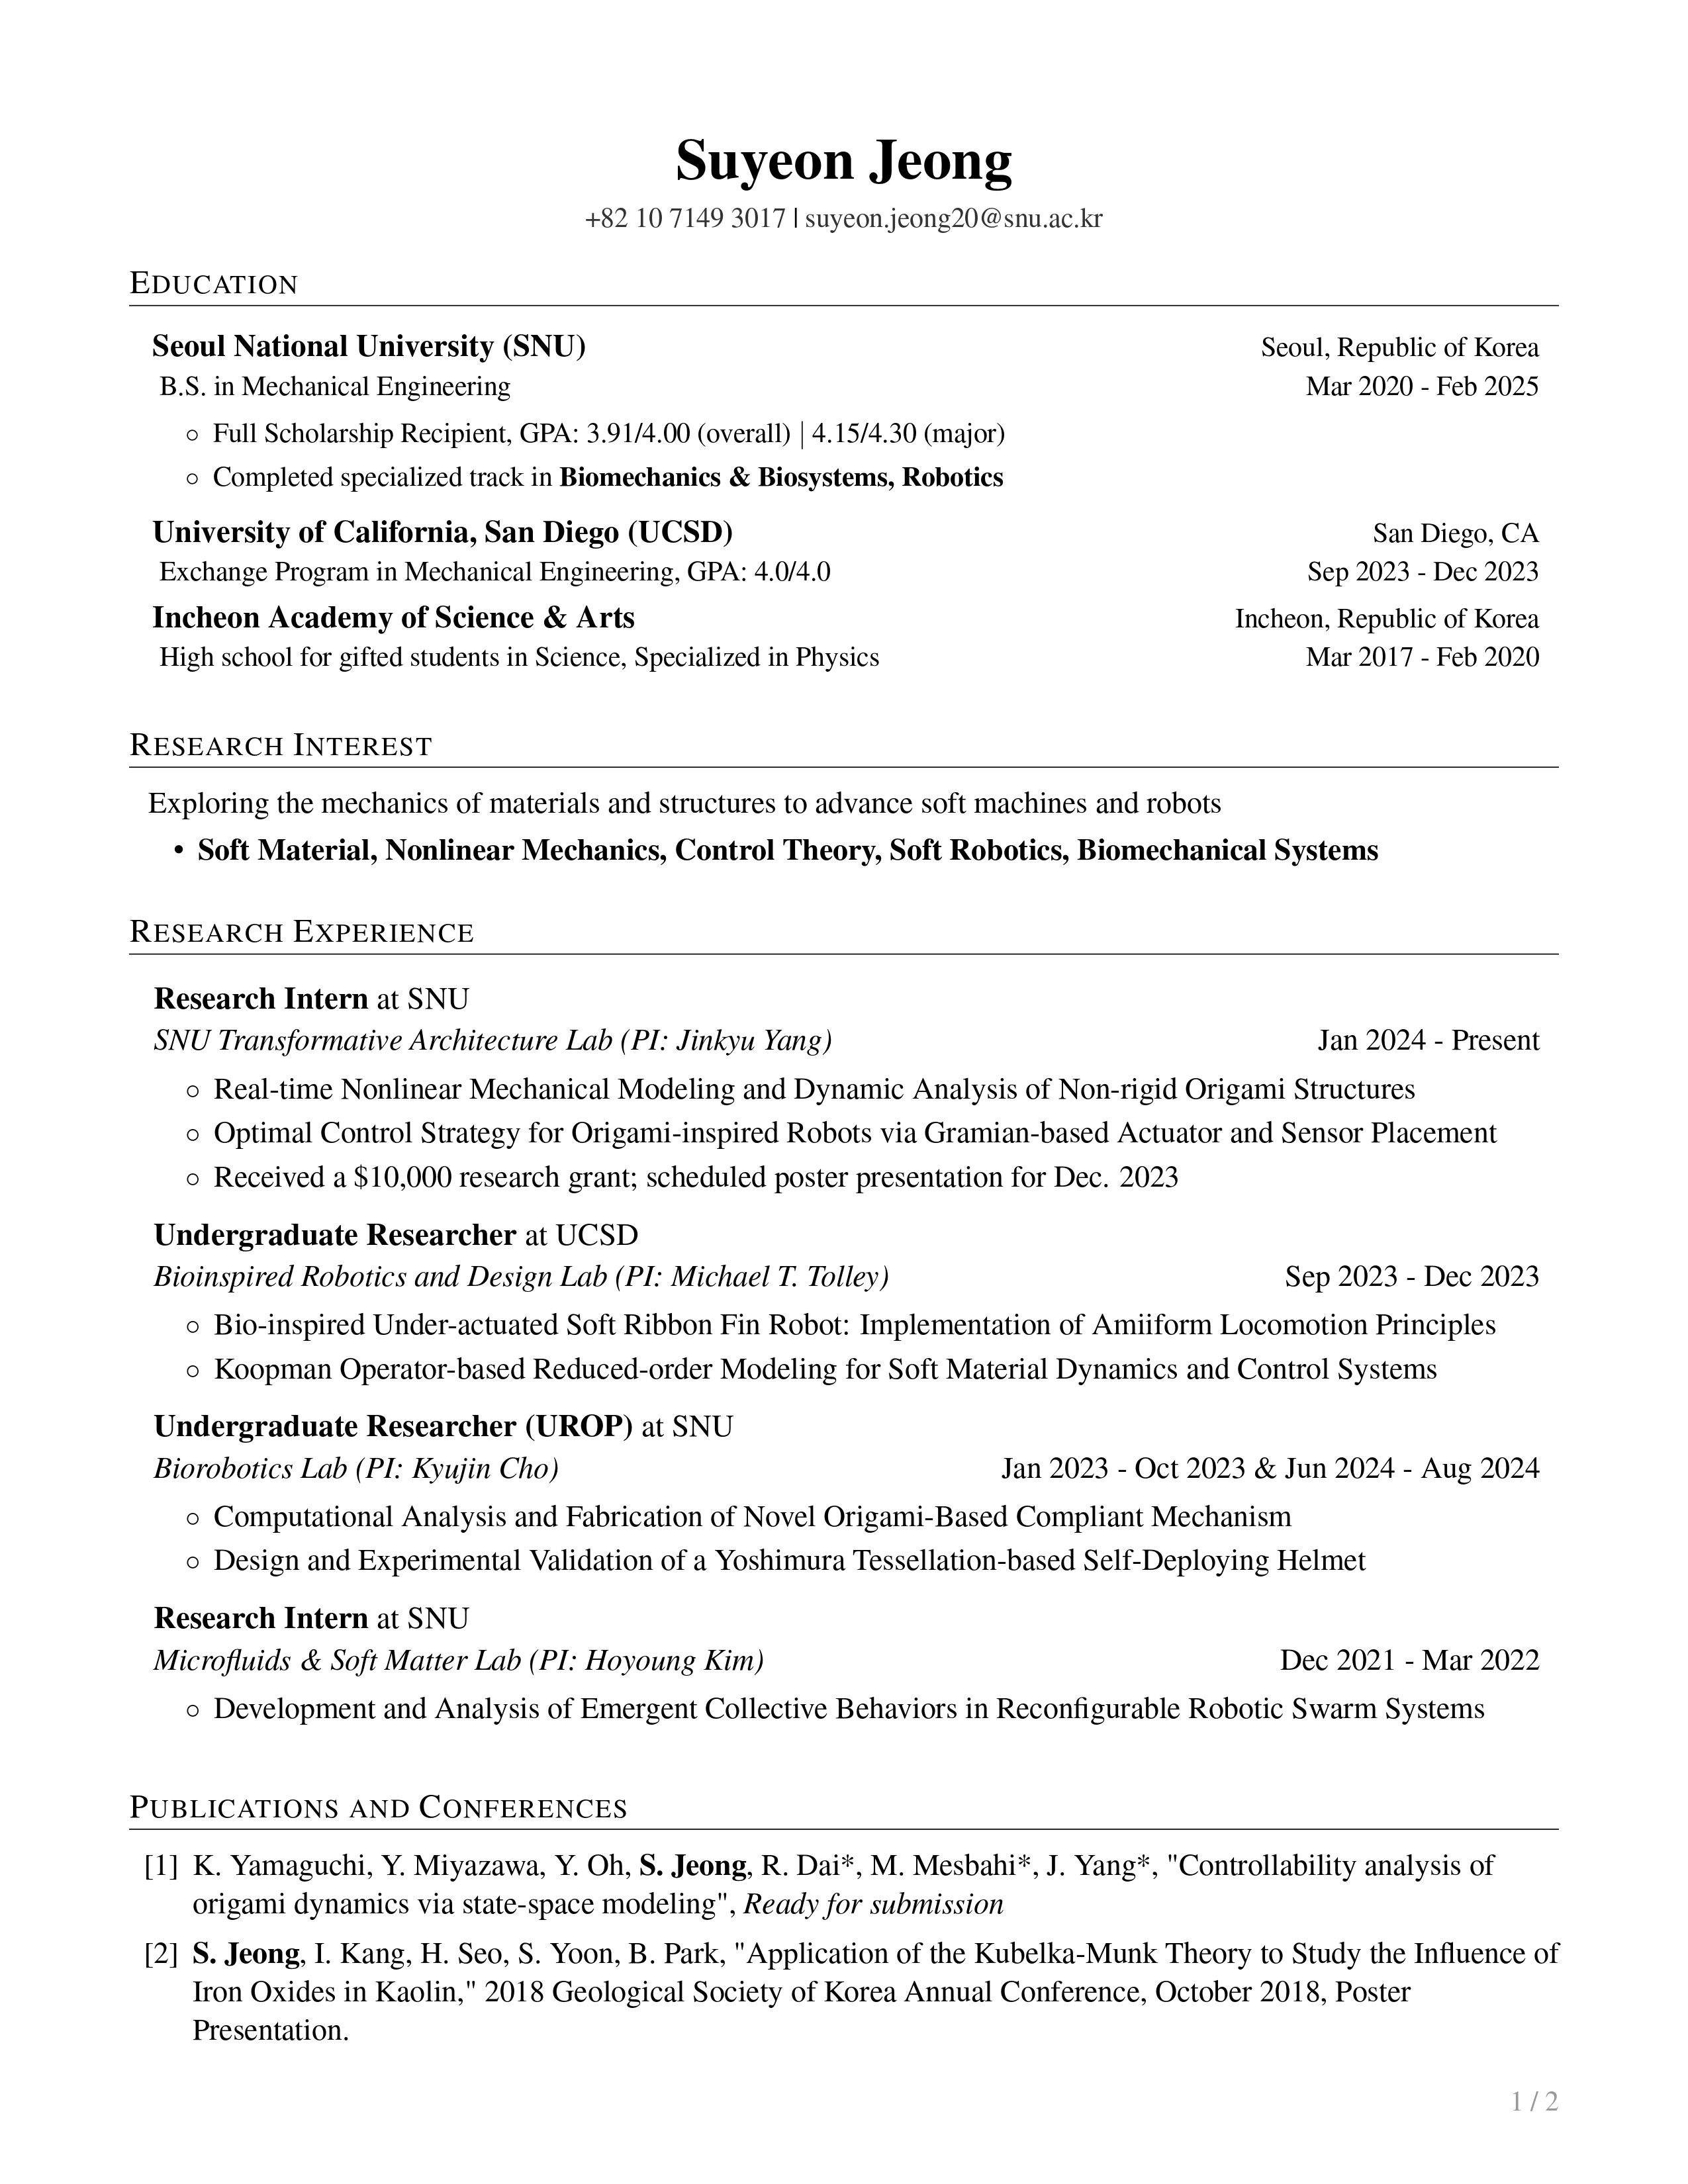 Suyeon Jeong
+82 10 7149 3017 | suyeon.jeong20@snu.ac.kr
EDUCATION
Seoul National University (SNU) Seoul, Republic of Korea
B.S. in Mechanical Engineering Mar 2020 - Feb 2025
○ Full Scholarship Recipient, GPA: 3.91/4.00 (overall) | 4.15/4.30 (major)
○ Completed specialized track in Biomechanics & Biosystems, Robotics
University of California, San Diego (UCSD) San Diego, CA
Exchange Program in Mechanical Engineering, GPA: 4.0/4.0 Sep 2023 - Dec 2023
Incheon Academy of Science & Arts Incheon, Republic of Korea
High school for gifted students in Science, Specialized in Physics Mar 2017 - Feb 2020
RESEARCH INTEREST
Exploring the mechanics of materials and structures to advance soft machines and robots
• Soft Material, Nonlinear Mechanics, Control Theory, Soft Robotics, Biomechanical Systems
RESEARCH EXPERIENCE
Research Intern at SNU
SNU Transformative Architecture Lab (PI: Jinkyu Yang) Jan 2024 - Present
○ Real-time Nonlinear Mechanical Modeling and Dynamic Analysis of Non-rigid Origami Structures
○ Optimal Control Strategy for Origami-inspired Robots via Gramian-based Actuator and Sensor Placement
○ Received a $10,000 research grant; scheduled poster presentation for Dec. 2023
Undergraduate Researcher at UCSD
Bioinspired Robotics and Design Lab (PI: Michael T. Tolley) Sep 2023 - Dec 2023
○ Bio-inspired Under-actuated Soft Ribbon Fin Robot: Implementation of Amiiform Locomotion Principles
○ Koopman Operator-based Reduced-order Modeling for Soft Material Dynamics and Control Systems
Undergraduate Researcher (UROP) at SNU
Biorobotics Lab (PI: Kyujin Cho) Jan 2023 - Oct 2023 & Jun 2024 - Aug 2024
○ Computational Analysis and Fabrication of Novel Origami-Based Compliant Mechanism
○ Design and Experimental Validation of a Yoshimura Tessellation-based Self-Deploying Helmet
Research Intern at SNU
Microfluids & Soft Matter Lab (PI: Hoyoung Kim) Dec 2021 - Mar 2022
○ Development and Analysis of Emergent Collective Behaviors in Reconfigurable Robotic Swarm Systems
PUBLICATIONS AND CONFERENCES
[1] K. Yamaguchi, Y. Miyazawa, Y. Oh, S. Jeong, R. Dai*, M. Mesbahi*, J. Yang*, "Controllability analysis of
origami dynamics via state-space modeling", Ready for submission
[2] S. Jeong, I. Kang, H. Seo, S. Yoon, B. Park, "Application of the Kubelka-Munk Theory to Study the Influence of
Iron Oxides in Kaolin," 2018 Geological Society of Korea Annual Conference, October 2018, Poster
Presentation.
1 / 2